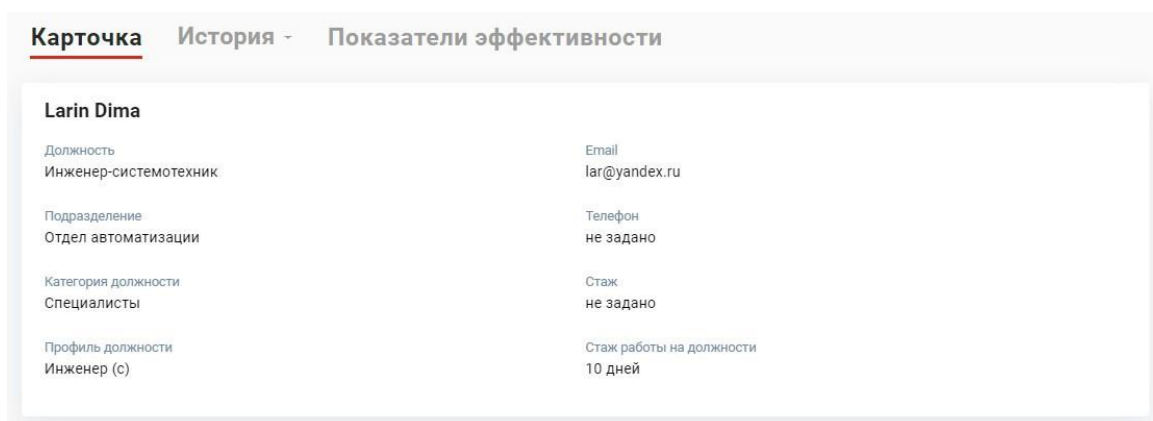 Карточка История - Показатели эффективности
Larin Dima
Должность Email
Инженер-системотехник lar@yandex.ru
Подразделение Телефон
Отдел автоматизации не задано
Категория должности Стаж
Специалисты не задано
Профиль должности Стаж работы на должности
Инженер (с) 10 дней